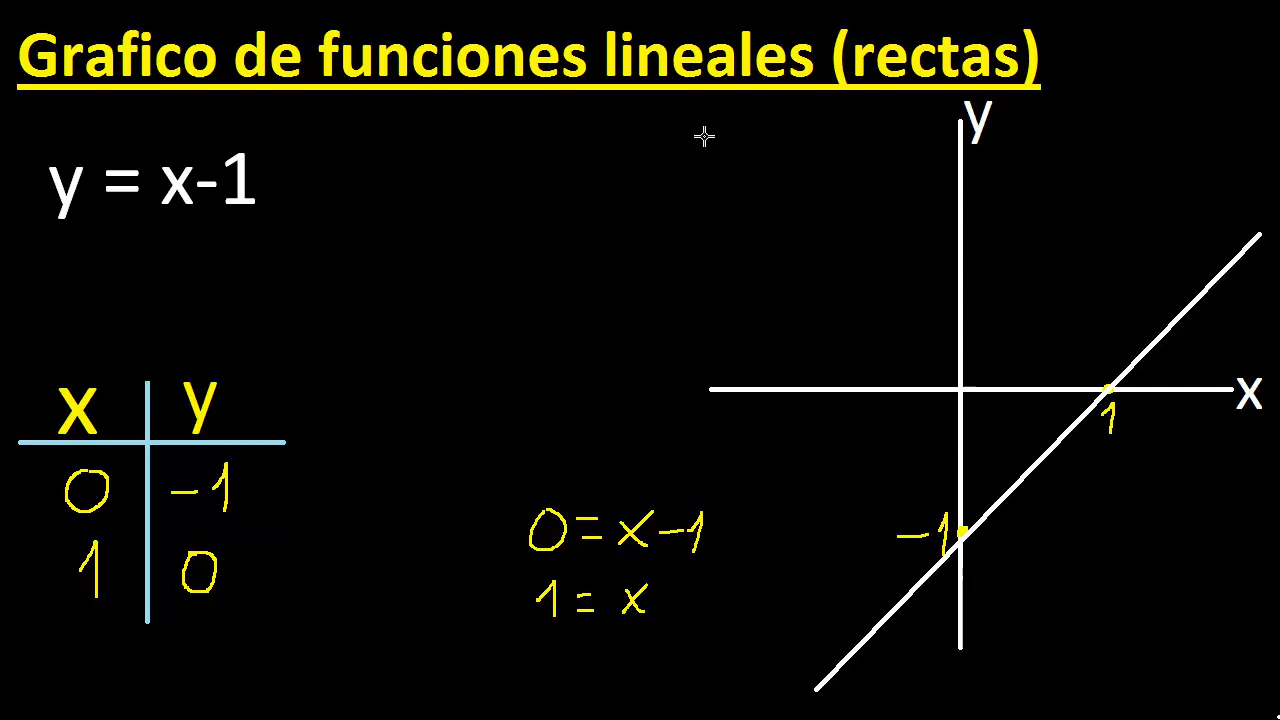 Grafico de funciones lineales (rectas)
y = x-1
x y
0 -1
1 0
0 = x - 1
1 = x
y
x
1
-1